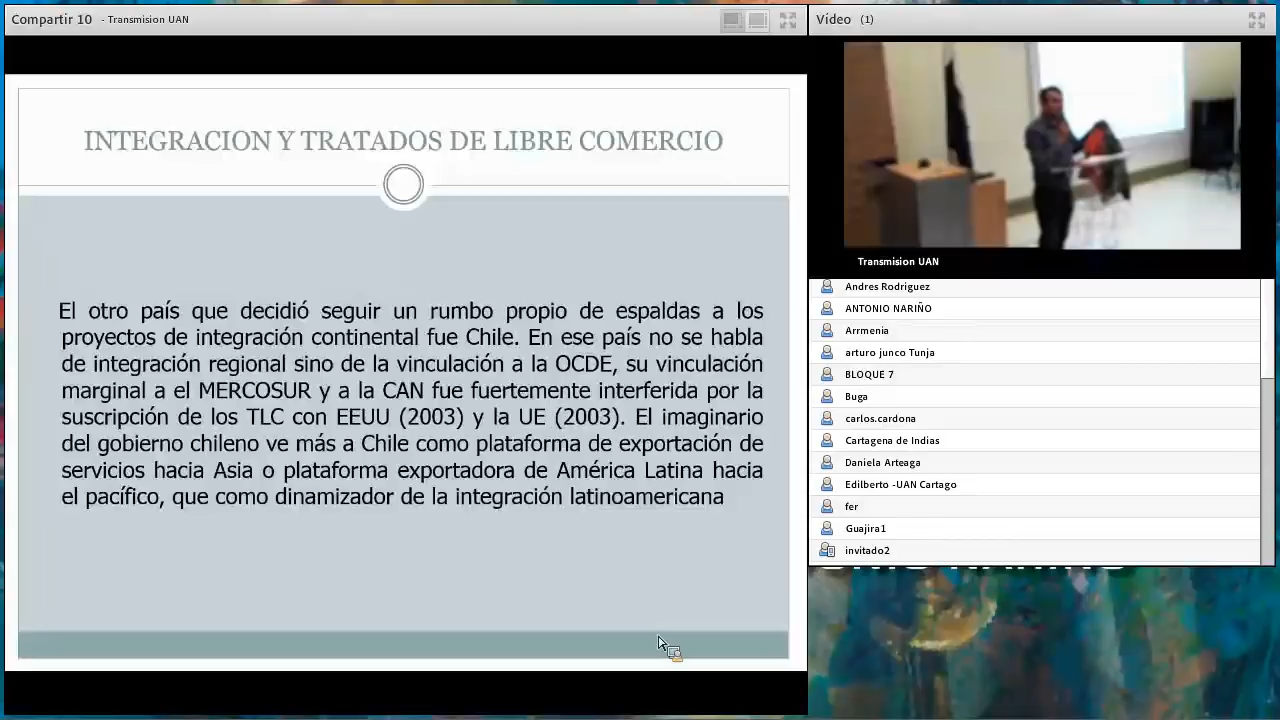 Compartir 10 - Transmision UAN
INTEGRACION Y TRATADOS DE LIBRE COMERCIO
El otro país que decidió seguir un rumbo propio de espaldas a los
proyectos de integración continental fue Chile. En ese país no se habla
de integración regional sino de la vinculación a la OCDE, su vinculación
marginal a el MERCOSUR y a la CAN fue fuertemente interferida por la
suscripción de los TLC con EEUU (2003) y la UE (2003). El imaginario
del gobierno chileno ve más a Chile como plataforma de exportación de
servicios hacia Asia o plataforma exportadora de América Latina hacia
el pacífico, que como dinamizador de la integración latinoamericana
Vídeo (1)
Transmision UAN
Andres Rodriguez
ANTONIO NARIÑO
Arrmenia
arturo junco Tunja
BLOQUE 7
Buga
carlos.cardona
Cartagena de Indias
Daniela Arteaga
Edilberto -UAN Cartago
fer
Guajira1
invitado2